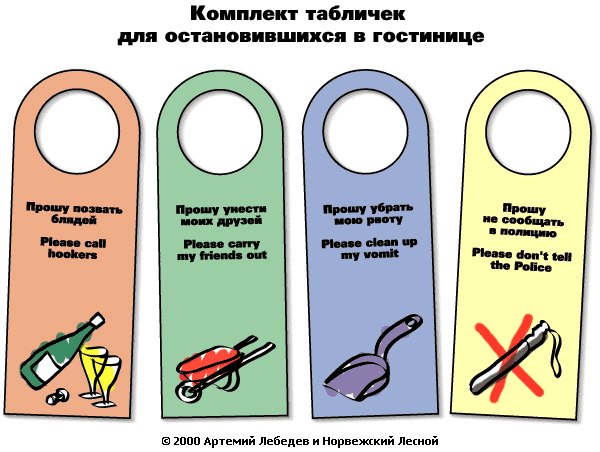 Комплект табличек
для остановившихся в гостинице
Прошу позвать
блядей
Please call
hookers
Прошу унести
моих друзей
Please carry
my friends out
Прошу убрать
мою рвоту
Please clean up
my vomit
Прошу
не сообщать
в полицию
Please don't tell
the Police
© 2000 Артемий Лебедев и Норвежский Лесной